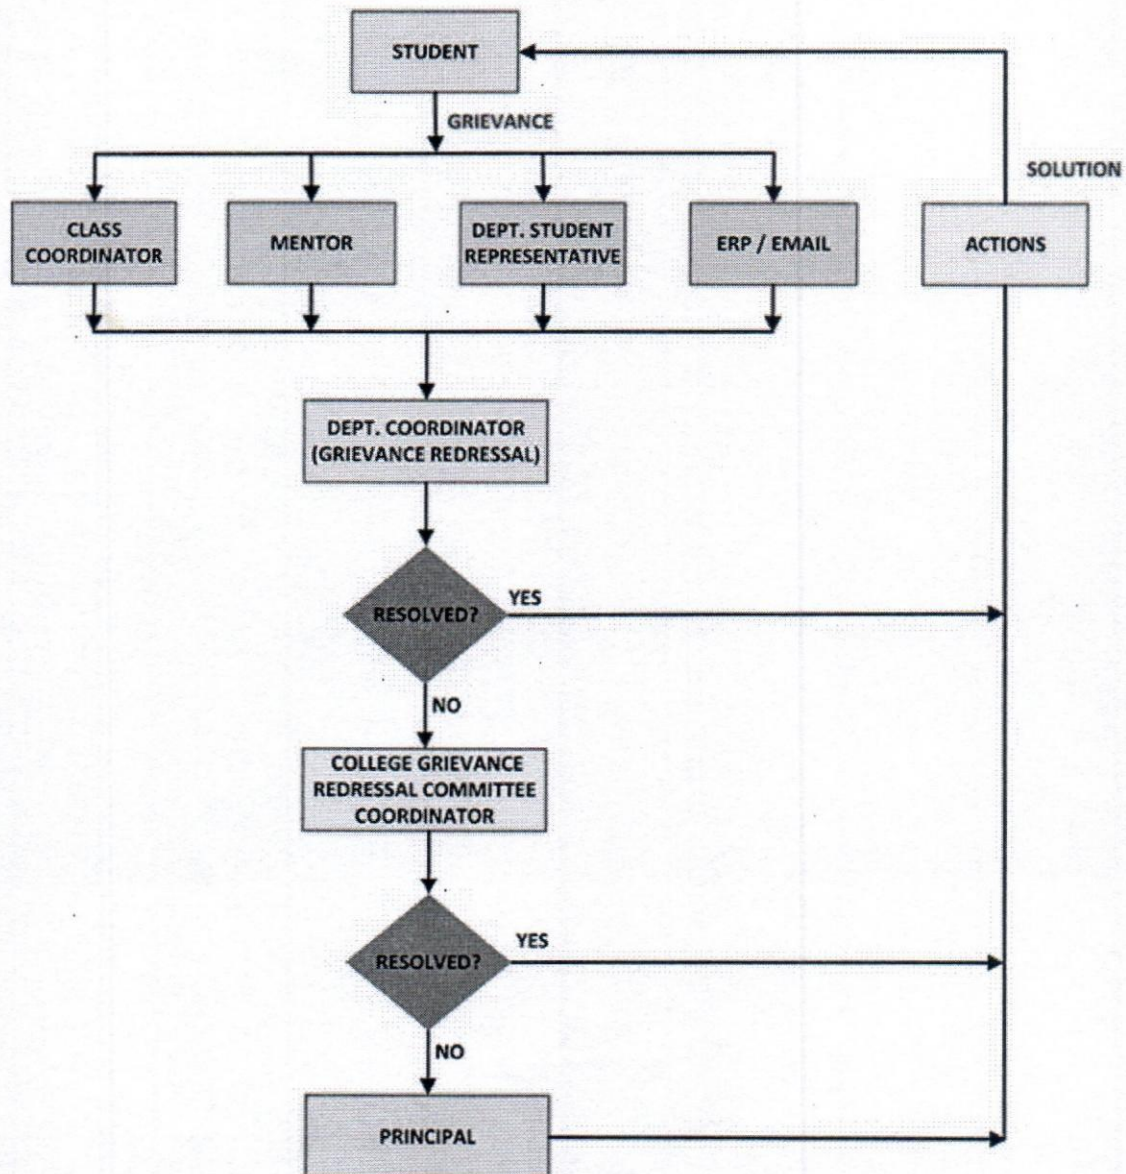 STUDENT
GRIEVANCE
SOLUTION
CLASS
COORDINATOR
MENTOR
DEPT. STUDENT
REPRESENTATIVE
ERP / EMAIL
ACTIONS
DEPT. COORDINATOR
(GRIEVANCE REDRESSAL)
RESOLVED?
YES
NO
COLLEGE GRIEVANCE
REDRESSAL COMMITTEE
COORDINATOR
RESOLVED?
YES
NO
PRINCIPAL